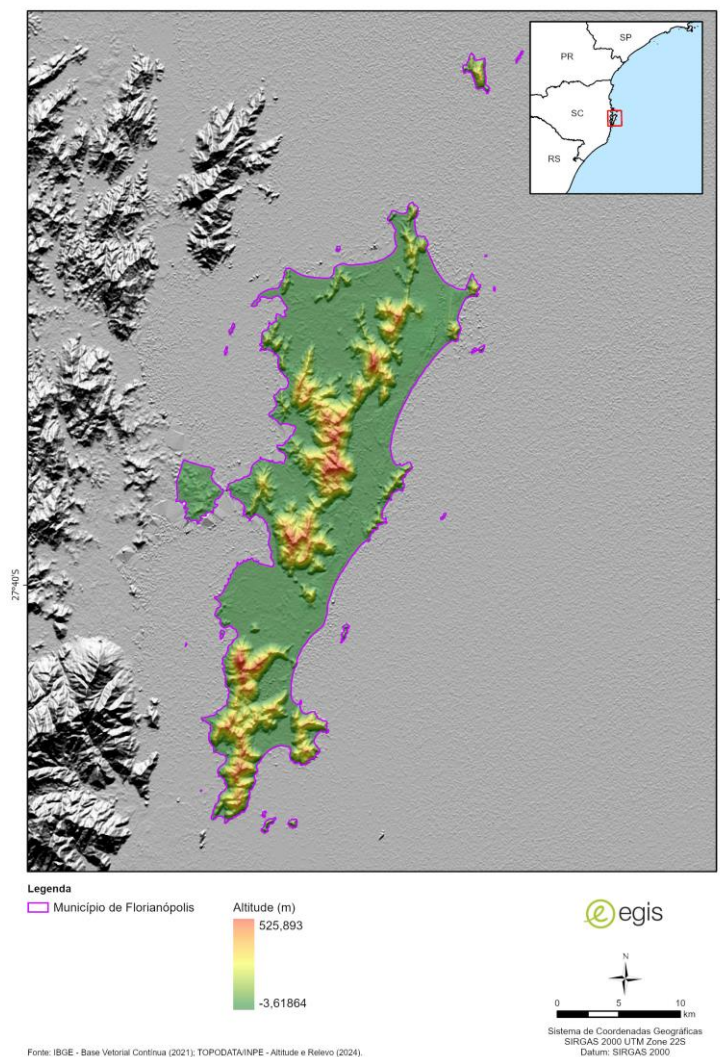 SP
PR
SC
RS
27°40'S
Legenda
Município de Florianópolis
Altitude (m)
525,893
-3,61864
egis
N
0 5 10
km
Sistema de Coordenadas Geográficas
SIRGAS 2000 UTM Zone 22S
Datum: SIRGAS 2000
Fonte: IBGE - Base Vetorial Contínua (2021); TOPODATA/INPE - Altitude e Relevo (2024).